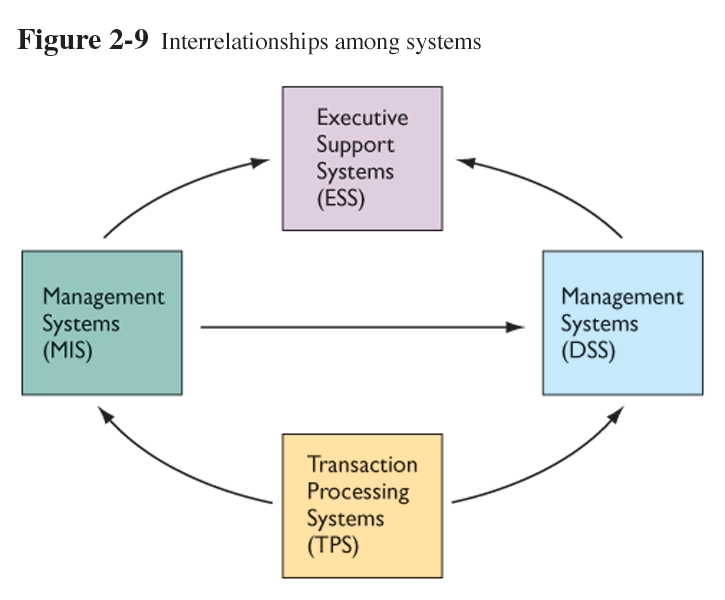 Figure 2-9 Interrelationships among systems
Executive
Support
Systems
(ESS)
Management
Systems
(MIS)
Management
Systems
(DSS)
Transaction
Processing
Systems
(TPS)